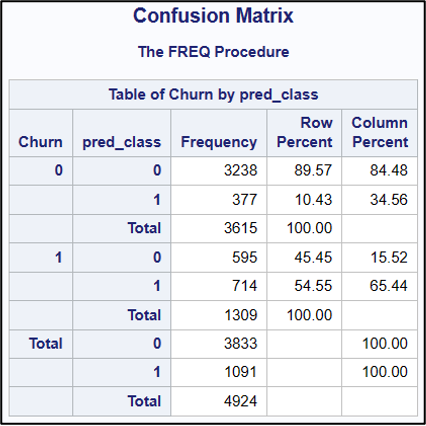 Confusion Matrix
The FREQ Procedure
Table of Churn by pred_class
Churn pred_class Frequency Row Percent Column Percent
0 0 3238 89.57 84.48
1 377 10.43 34.56
Total 3615 100.00
1 0 595 45.45 15.52
1 714 54.55 65.44
Total 1309 100.00
Total 0 3833 100.00
1 1091 100.00
Total 4924